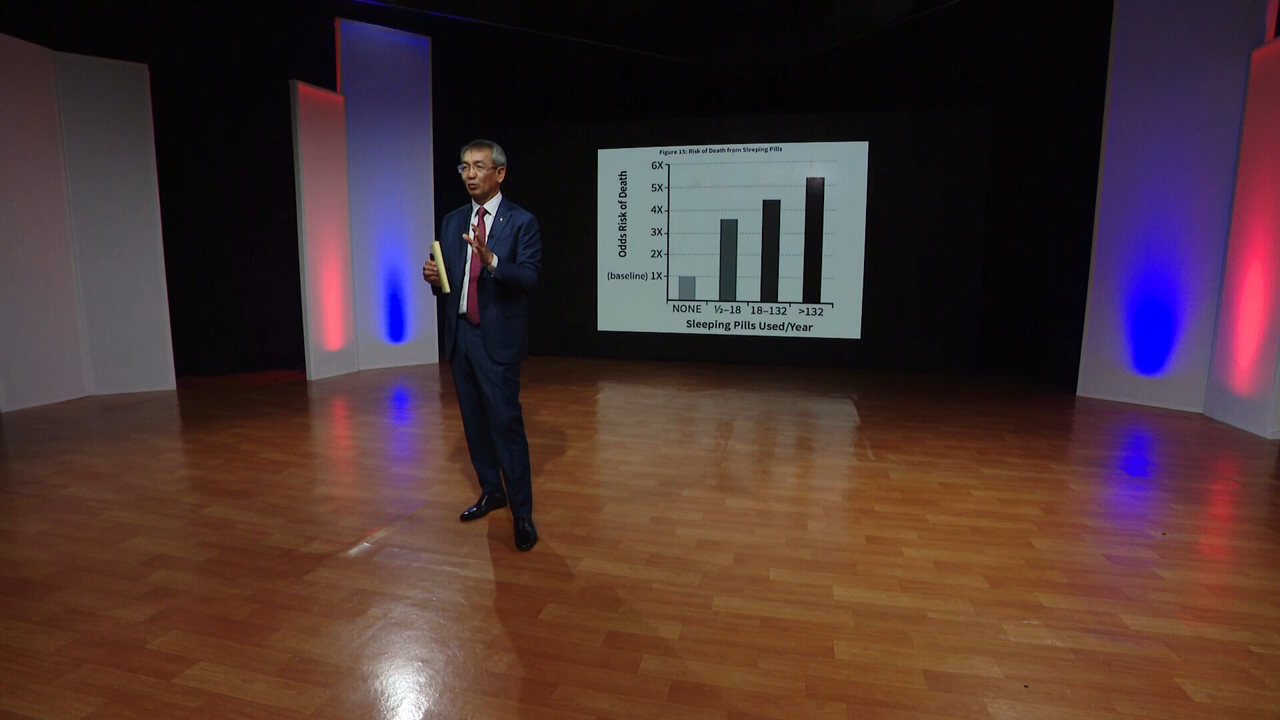 Figure 15: Risk of Death from Sleeping Pills
Odds Risk of Death
6X
5X
4X
3X
2X
(baseline) 1X
NONE ½–18 18–132 >132
Sleeping Pills Used/Year